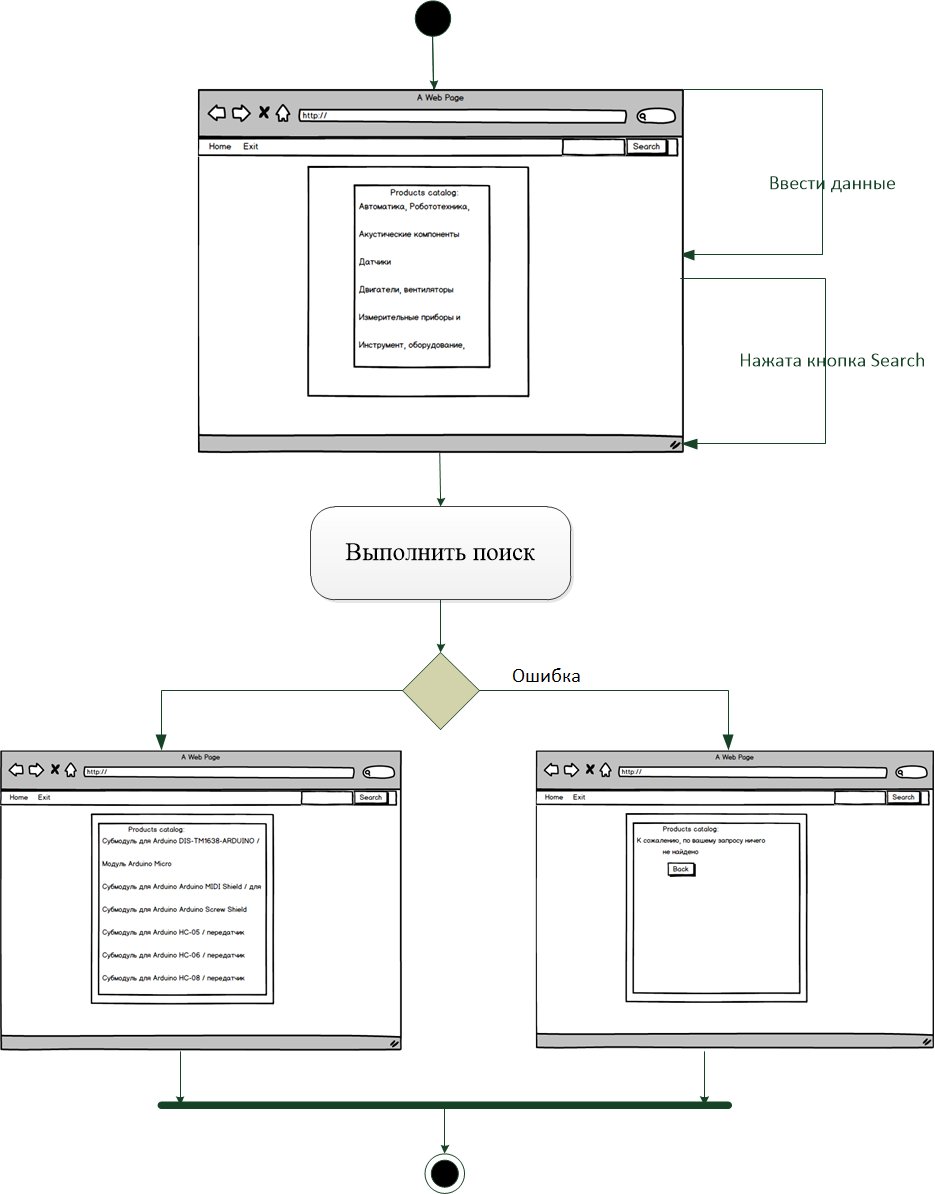 A Web Page
http://
Home Exit Search
Products catalog:
Автоматика, Робототехника,
Акустические компоненты
Датчики
Двигатели, вентиляторы
Измерительные приборы и
Инструмент, оборудование,
Ввести данные
Нажата кнопка Search
Выполнить поиск
Ошибка
A Web Page
http://
Home Exit Search
Products catalog:
Субмодуль для Arduino DIS-TM1638-ARDUINO /
Модуль Arduino Micro
Субмодуль для Arduino Arduino MIDI Shield / для
Субмодуль для Arduino Arduino Screw Shield
Субмодуль для Arduino HC-05 / передатчик
Субмодуль для Arduino HC-06 / передатчик
Субмодуль для Arduino HC-08 / передатчик
A Web Page
http://
Home Exit Search
Products catalog:
К сожалению, по вашему запросу ничего
не найдено
Back